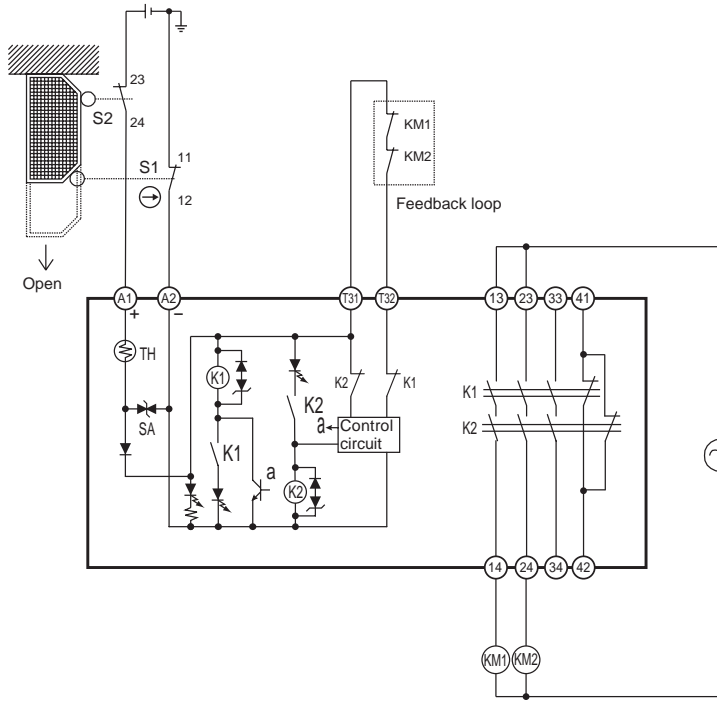 23
S2
24
S1
11
12
Open
KM1
KM2
Feedback loop
A1
A2
T31
T32
13
23
33
41
+
−
TH
SA
K1
K1
a
K2
K2
K2
K1
a
Control
circuit
K1
K2
14
24
34
42
KM1
KM2